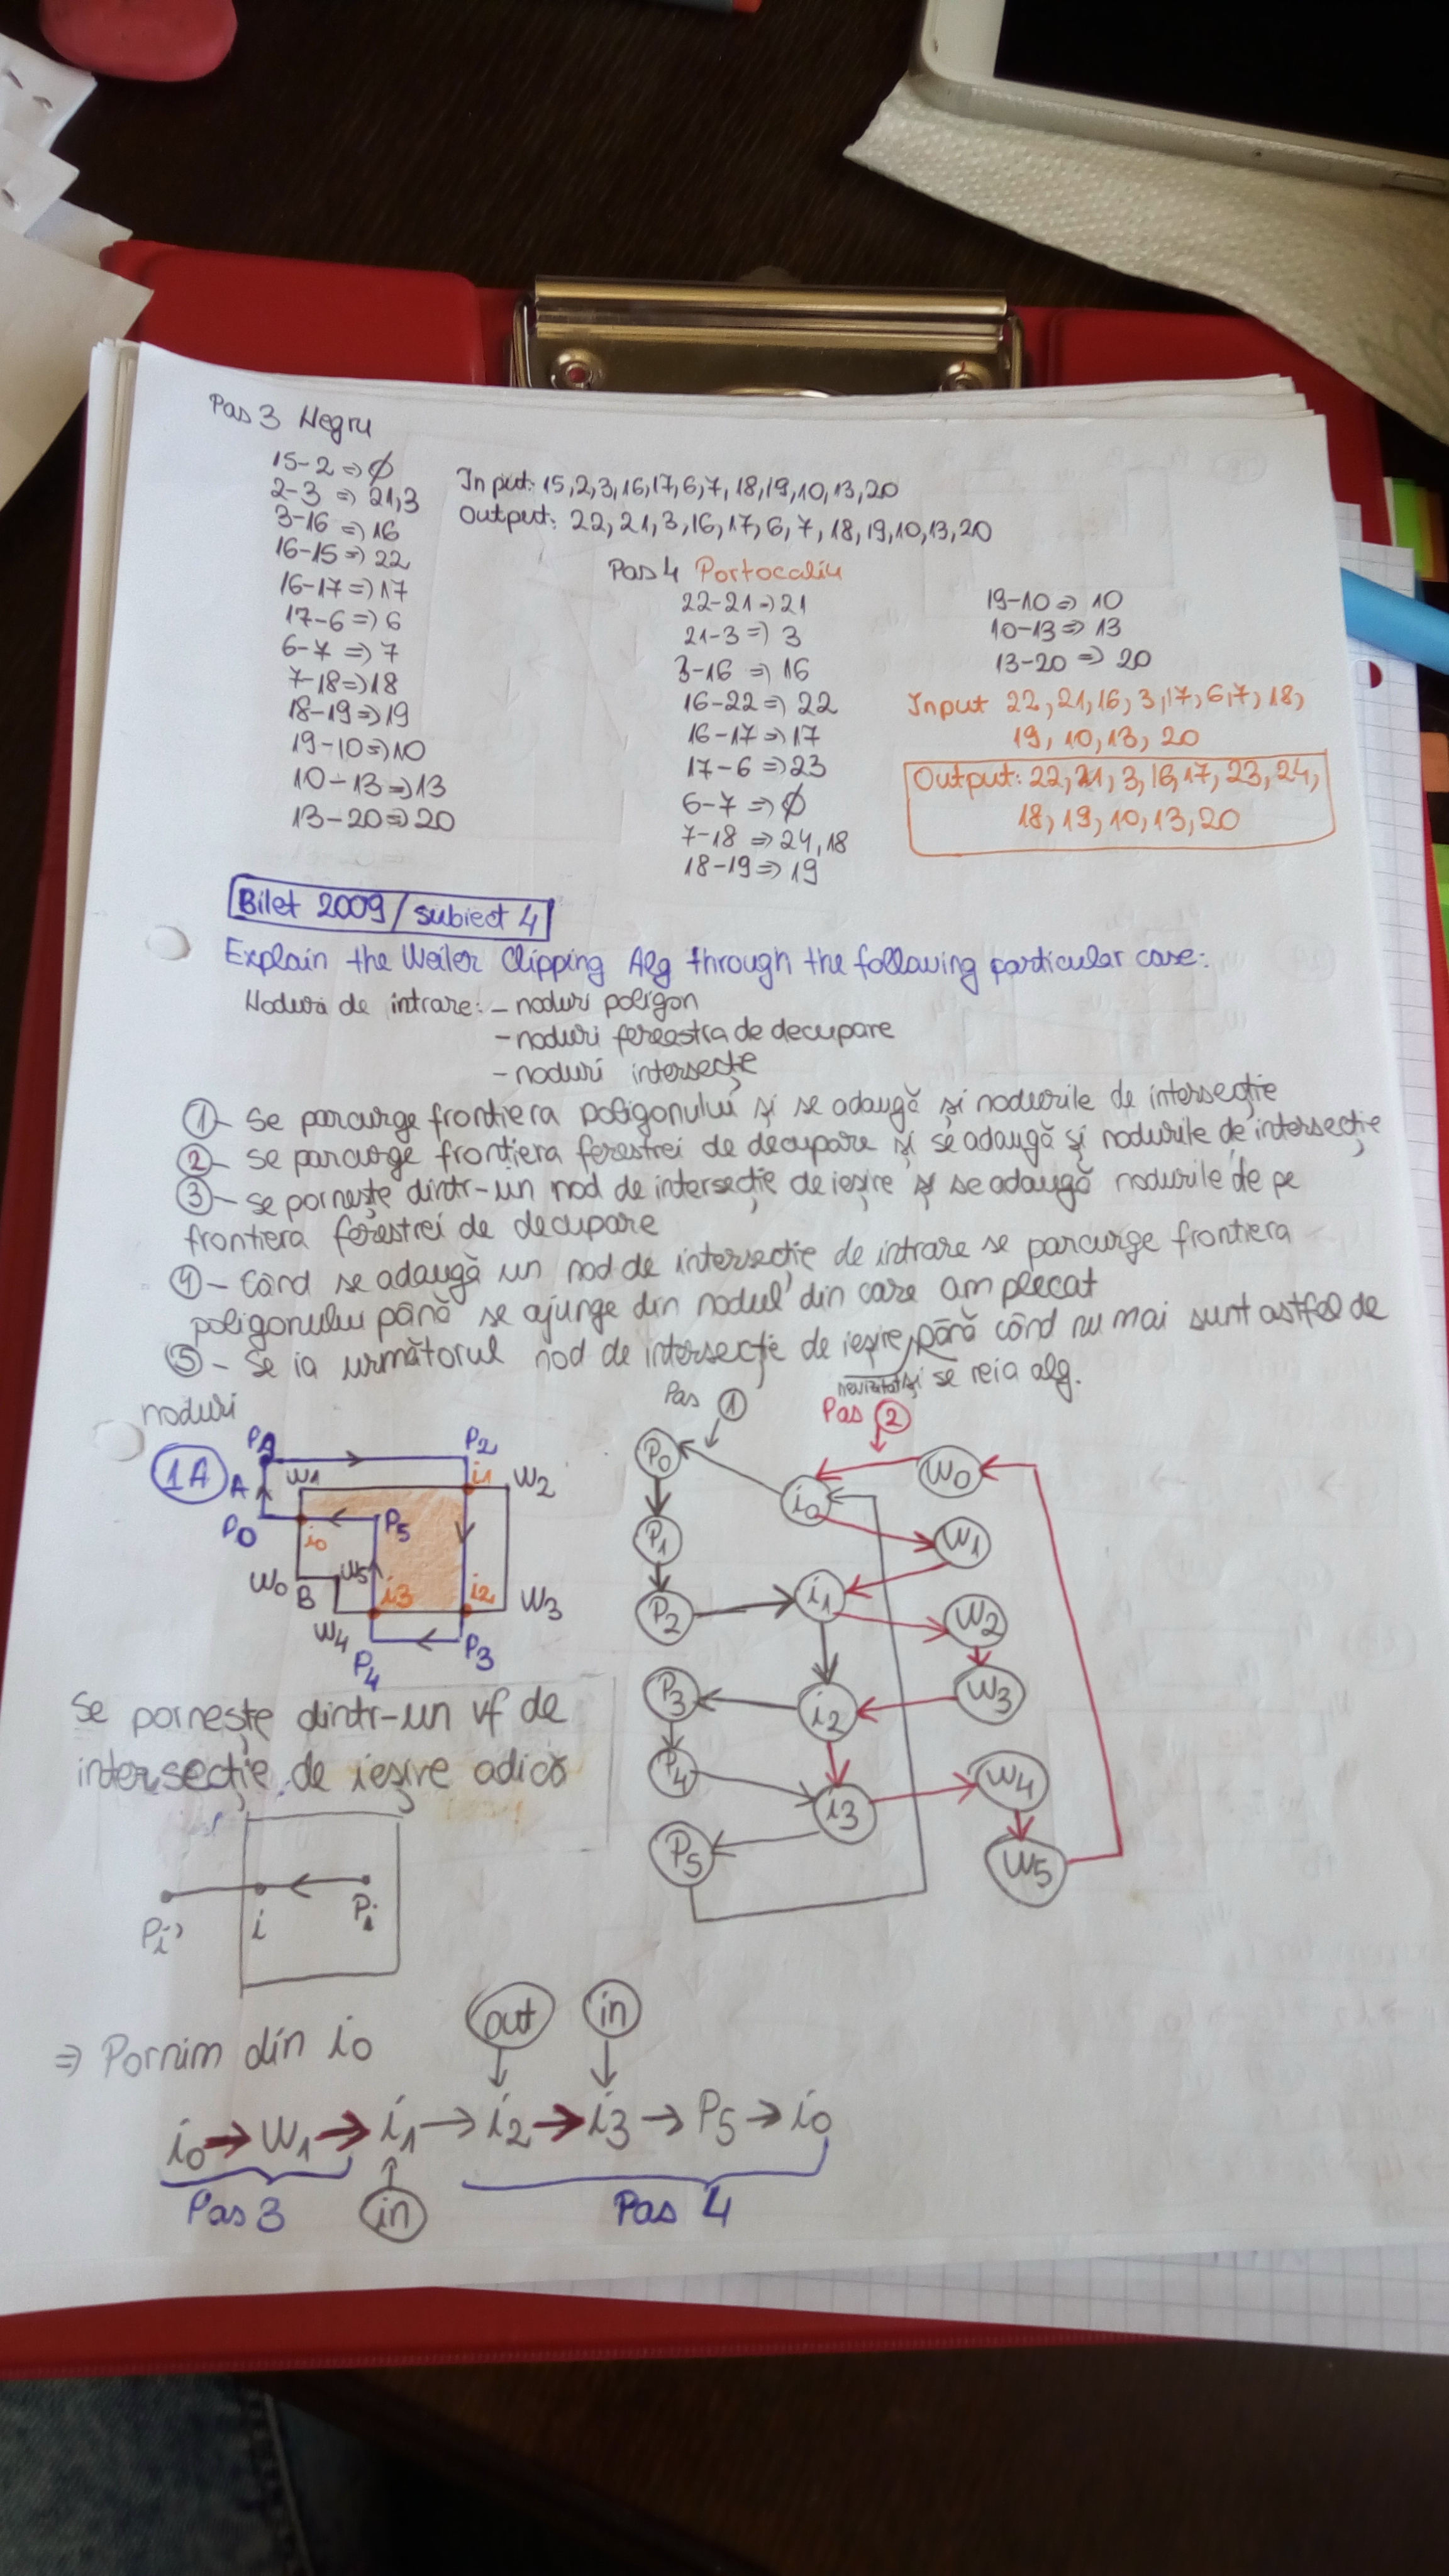 Pas 3 Negru
15-2 => ∅
2-3 => 21,3
3-16 => 16
16-15 => 22
16-17 => 17
17-6 => 6
6-7 => 7
7-18 => 18
18-19 => 19
19-10 => 10
10-13 => 13
13-20 => 20
Input: 15,2,3,16,17,6,7,18,19,10,13,20
Output: 22,21,3,16,17,6,7,18,19,10,13,20
Pas 4 Portocaliu
22-21 => 21
21-3 => 3
3-16 => 16
16-22 => 22
16-17 => 17
17-6 => 23
6-7 => ∅
7-18 => 24,18
18-19 => 19
19-10 => 10
10-13 => 13
13-20 => 20
Input 22,21,16,3,17,6,7,18,
19,10,13,20
Output: 22,21,3,16,17,23,24,
18,19,10,13,20
Bilet 2009/subiect 4
Explain the Weiler Clipping Alg through the following particular case:
de intrare: - noduri poligon
- noduri fereastra de decupare
- noduri intersecție
① - Se parcurge frontiera poligonului și se adaugă și nodurile de intersecție
② - se parcurge frontiera ferestrei de decupare și se adaugă și nodurile de intersecție
③ - se pornește dintr-un nod de intersecție de ieșire și se adaugă nodurile de pe
frontiera ferestrei de decupare
④ - Când se adaugă un nod de intersecție de intrare se parcurge frontiera
poligonului până se ajunge din nodul din care am plecat
⑤ - Se ia următorul nod de intersecție de ieșire, până când nu mai sunt astfel de
nevizitat și se reia alg.
noduri
Pas ①
Pas ②
1A
P2
A
W1
i1
W2
P0
i0
P5
W0
B
W5
i3
i2
W3
W4
P4
P3
P0
i0
W0
P1
W1
P2
i1
W2
P3
i2
W3
P4
i3
W4
P5
W5
Se pornește dintr-un vf de
intersecție de ieșire adică
Pi'
i
Pi
out
in
=> Pornim din i0
i0 → W1 → i1 → i2 → i3 → P5 → i0
Pas 3
in
Pas 4